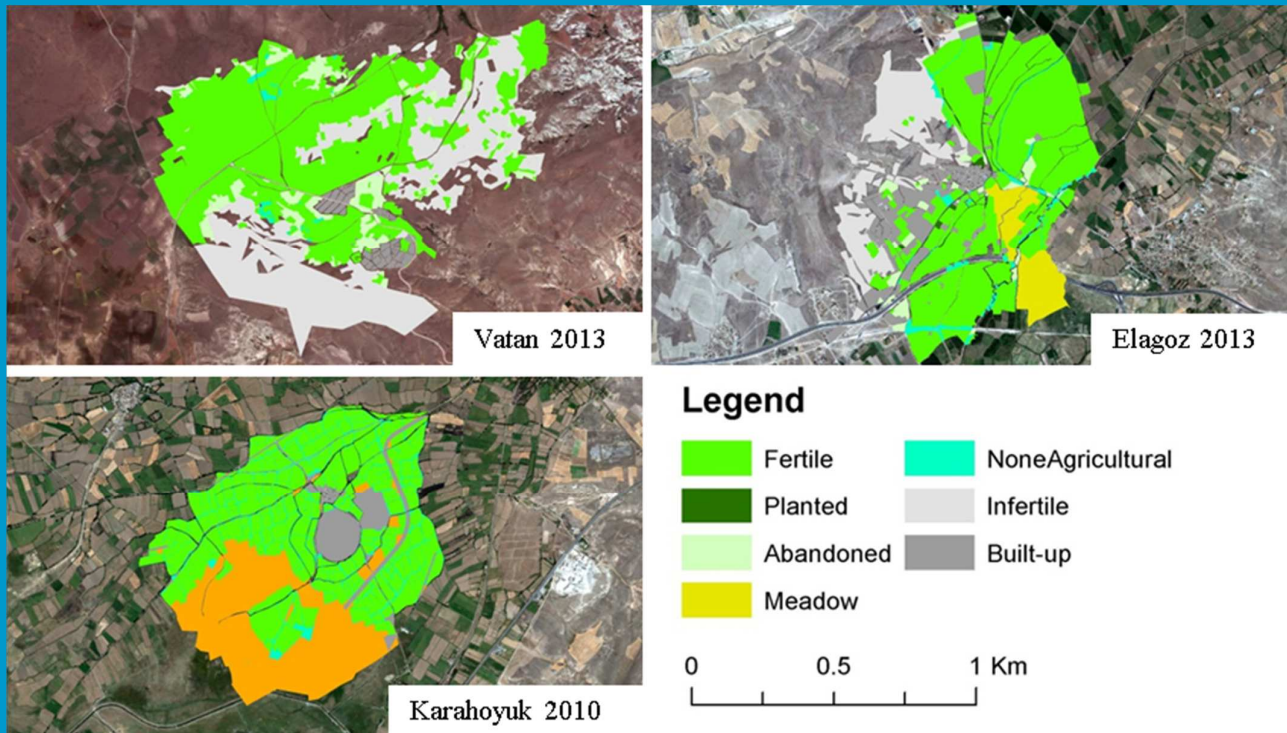 Vatan 2013
Elagoz 2013
Karahoyuk 2010
Legend
Fertile
Planted
Abandoned
Meadow
NoneAgricultural
Infertile
Built-up
0 0.5 1 Km